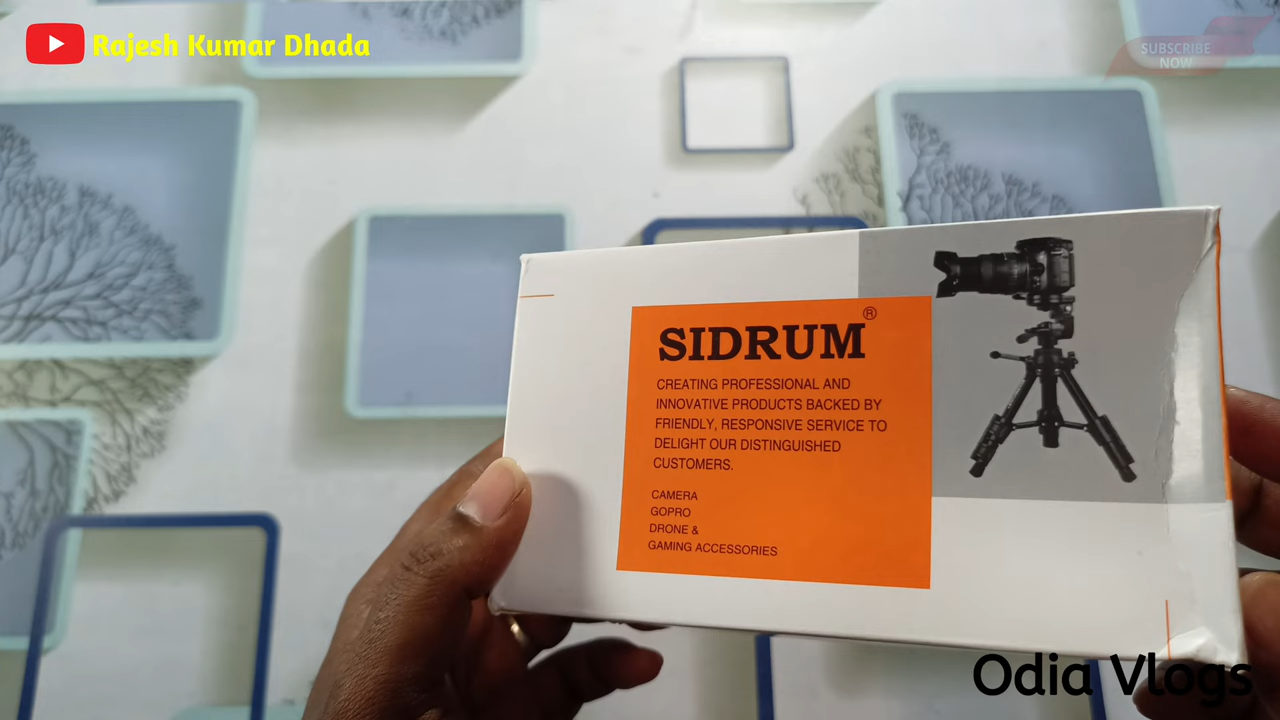 Rajesh Kumar Dhada
SUBSCRIBE
NOW
SIDRUM®
CREATING PROFESSIONAL AND
INNOVATIVE PRODUCTS BACKED BY
FRIENDLY, RESPONSIVE SERVICE TO
DELIGHT OUR DISTINGUISHED
CUSTOMERS.
CAMERA
GOPRO
DRONE &
GAMING ACCESSORIES
Odia Vlogs